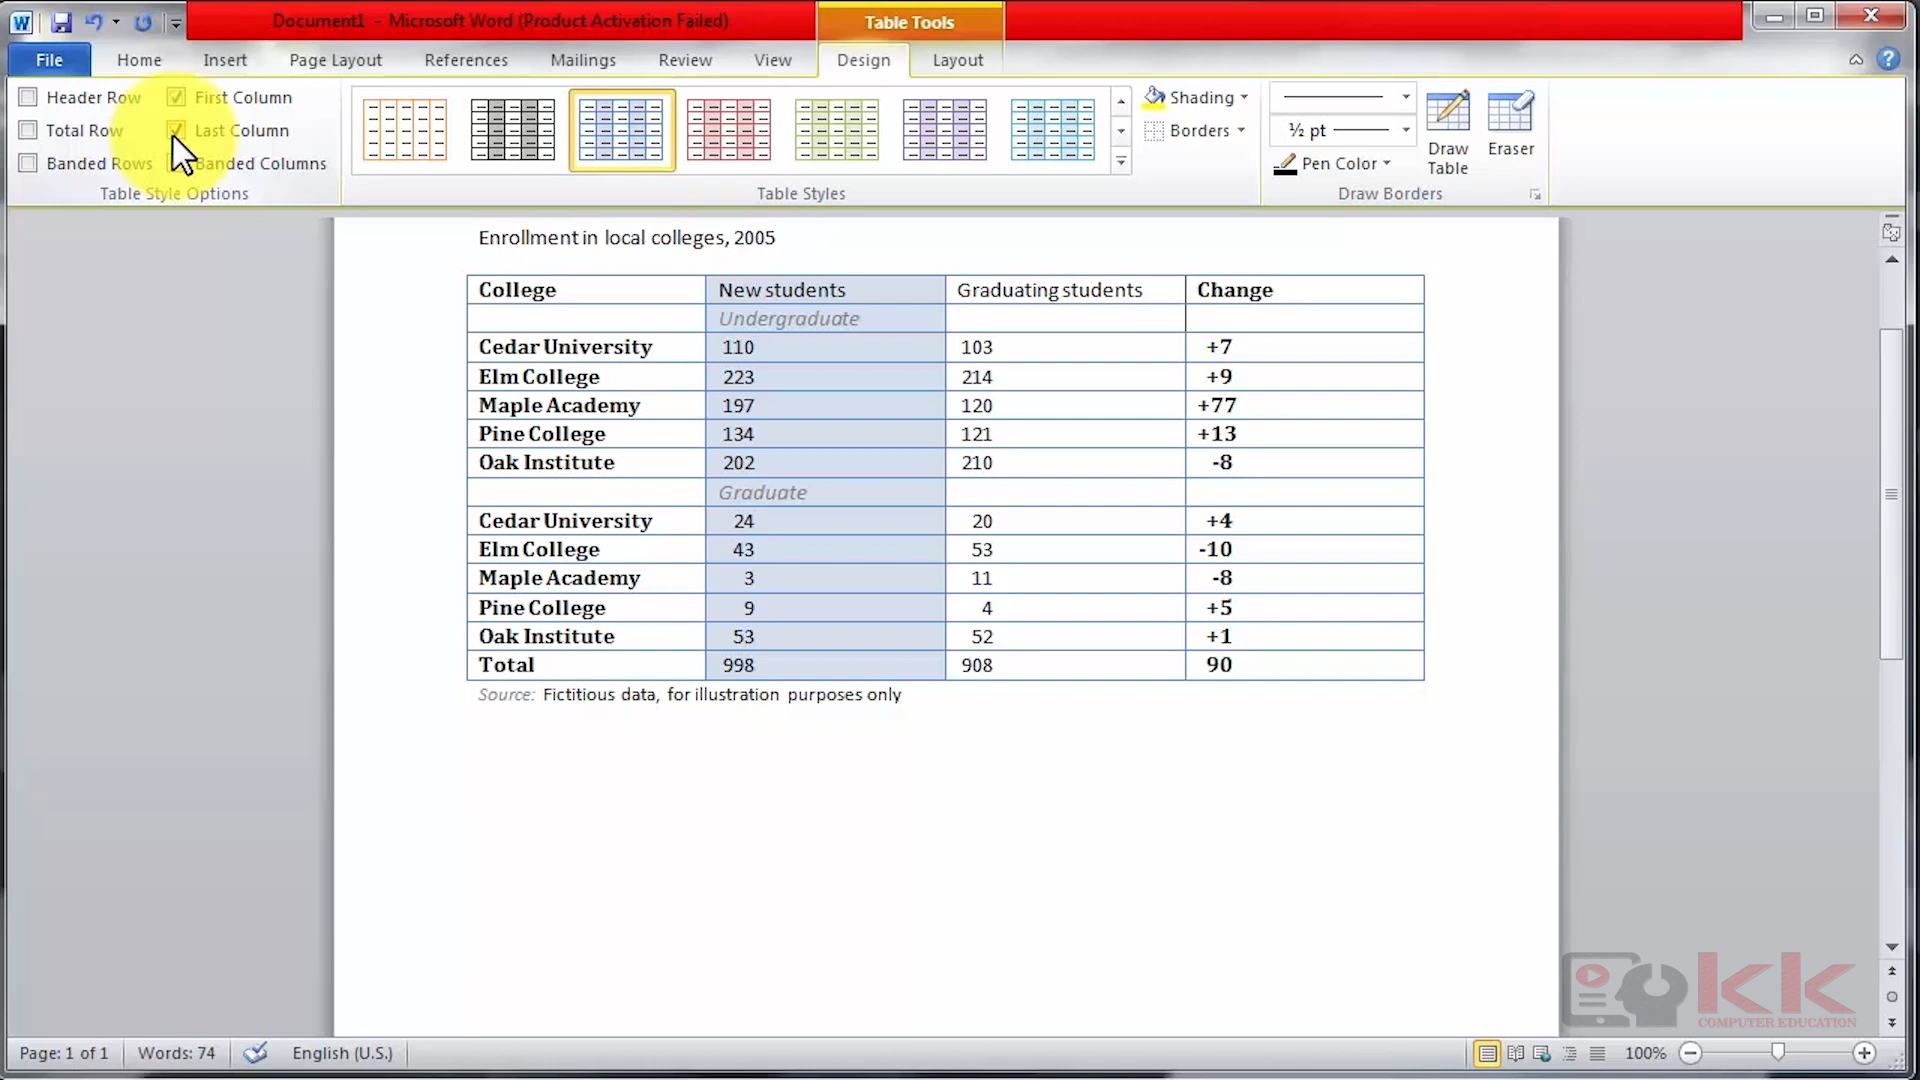 Document1 - Microsoft Word (Product Activation Failed)
Table Tools
File Home Insert Page Layout References Mailings Review View Design Layout
Header Row First Column
Total Row Last Column
Banded Rows Banded Columns
Table Style Options
Table Styles
Shading
Borders
½ pt
Pen Color
Draw Table
Eraser
Draw Borders
Enrollment in local colleges, 2005
College New students Graduating students Change
Undergraduate
Cedar University 110 103 +7
Elm College 223 214 +9
Maple Academy 197 120 +77
Pine College 134 121 +13
Oak Institute 202 210 -8
Graduate
Cedar University 24 20 +4
Elm College 43 53 -10
Maple Academy 3 11 -8
Pine College 9 4 +5
Oak Institute 53 52 +1
Total 998 908 90
Source: Fictitious data, for illustration purposes only
kk
COMPUTER EDUCATION
Page: 1 of 1 Words: 74 English (U.S.) 100%